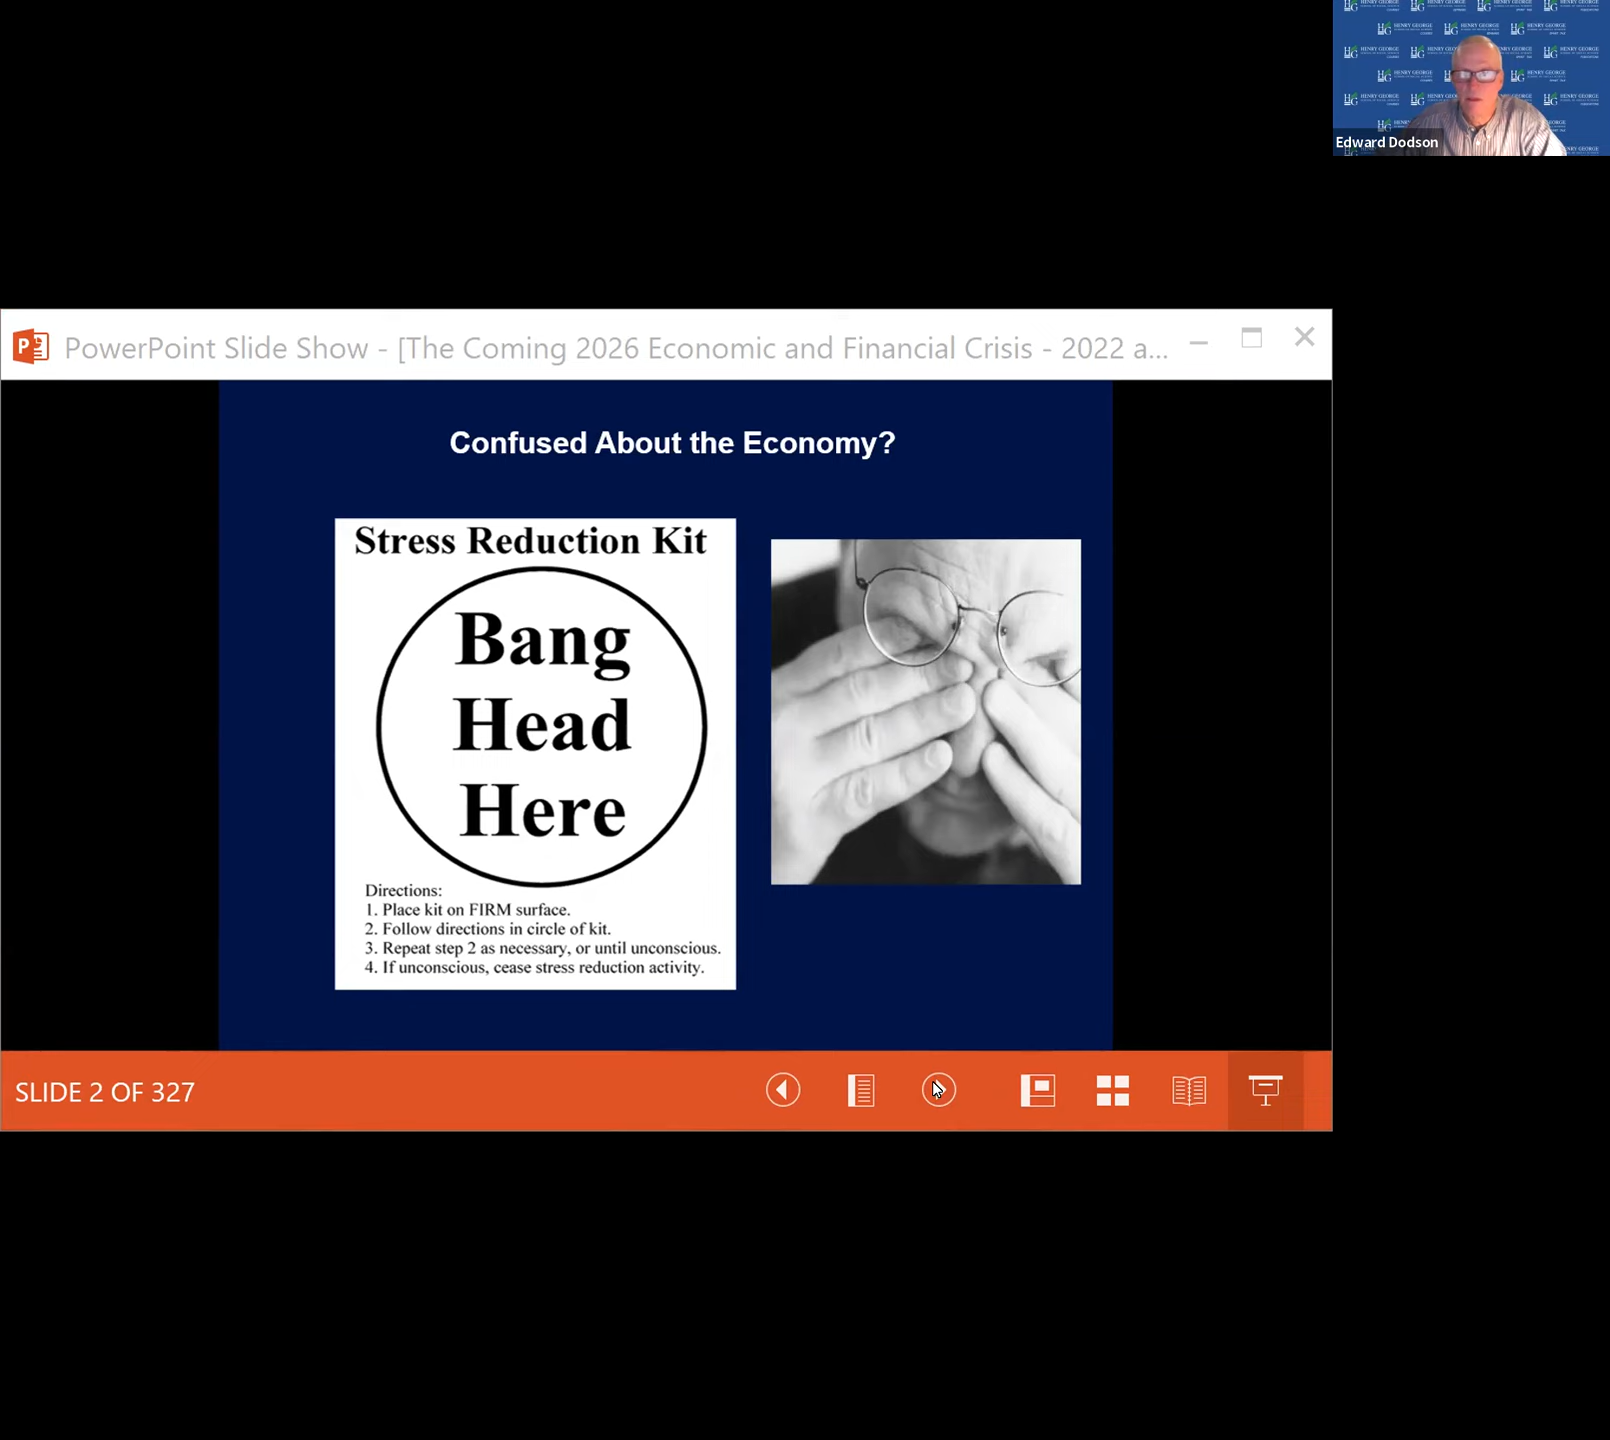 HENRY GEORGE
Edward Dodson
PowerPoint Slide Show - [The Coming 2026 Economic and Financial Crisis - 2022 a...
Confused About the Economy?
Stress Reduction Kit
Bang
Head
Here
Directions:
1. Place kit on FIRM surface.
2. Follow directions in circle of kit.
3. Repeat step 2 as necessary, or until unconscious.
4. If unconscious, cease stress reduction activity.
SLIDE 2 OF 327